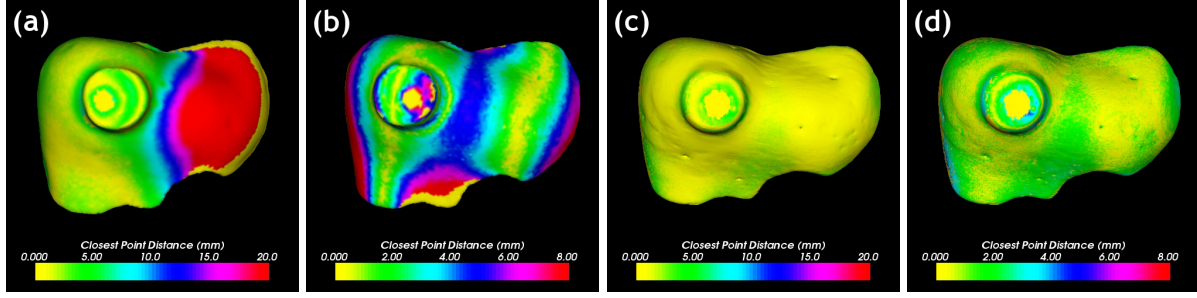 (a)
Closest Point Distance (mm)
0.000 5.00 10.0 15.0 20.0
(b)
Closest Point Distance (mm)
0.000 2.00 4.00 6.00 8.00
(c)
Closest Point Distance (mm)
0.000 5.00 10.0 15.0 20.0
(d)
Closest Point Distance (mm)
0.000 2.00 4.00 6.00 8.00